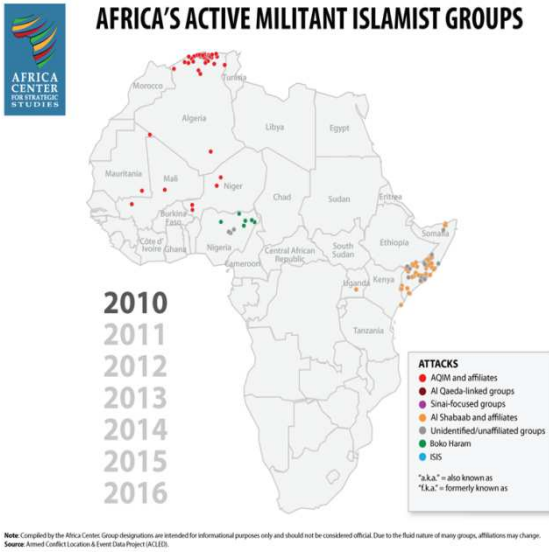 AFRICA'S ACTIVE MILITANT ISLAMIST GROUPS
AFRICA
CENTER
FOR STRATEGIC
STUDIES
Morocco
Tunisia
Algeria
Libya
Egypt
Mauritania
Mali
Niger
Chad
Sudan
Eritrea
Burkina
Faso
Côte d'
Ivoire
Ghana
Nigeria
Cameroon
Central African
Republic
South
Sudan
Ethiopia
Somalia
Uganda
Kenya
Tanzania
2010
2011
2012
2013
2014
2015
2016
ATTACKS
AQIM and affiliates
Al Qaeda-linked groups
Sinai-focused groups
Al Shabaab and affiliates
Unidentified/unaffiliated groups
Boko Haram
ISIS
"a.k.a." = also known as
"f.k.a." = formerly known as
Note: Compiled by the Africa Center. Group designations are intended for informational purposes only and should not be considered official. Due to the fluid nature of many groups, affiliations may change.
Source: Armed Conflict Location & Event Data Project (ACLED).